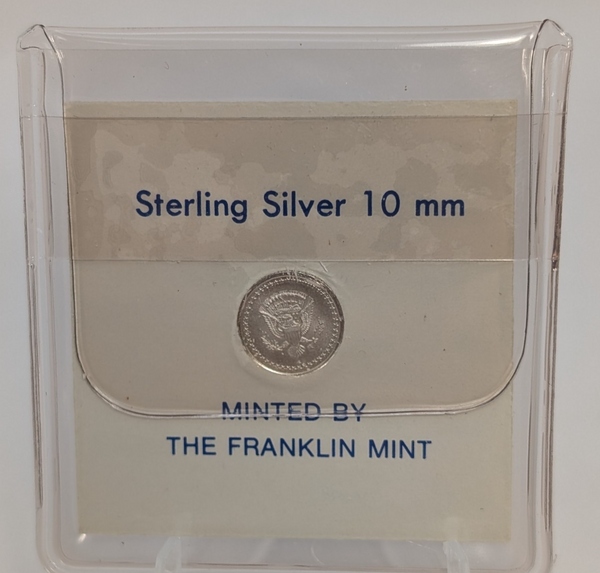 Sterling Silver 10 mm
MINTED BY
THE FRANKLIN MINT